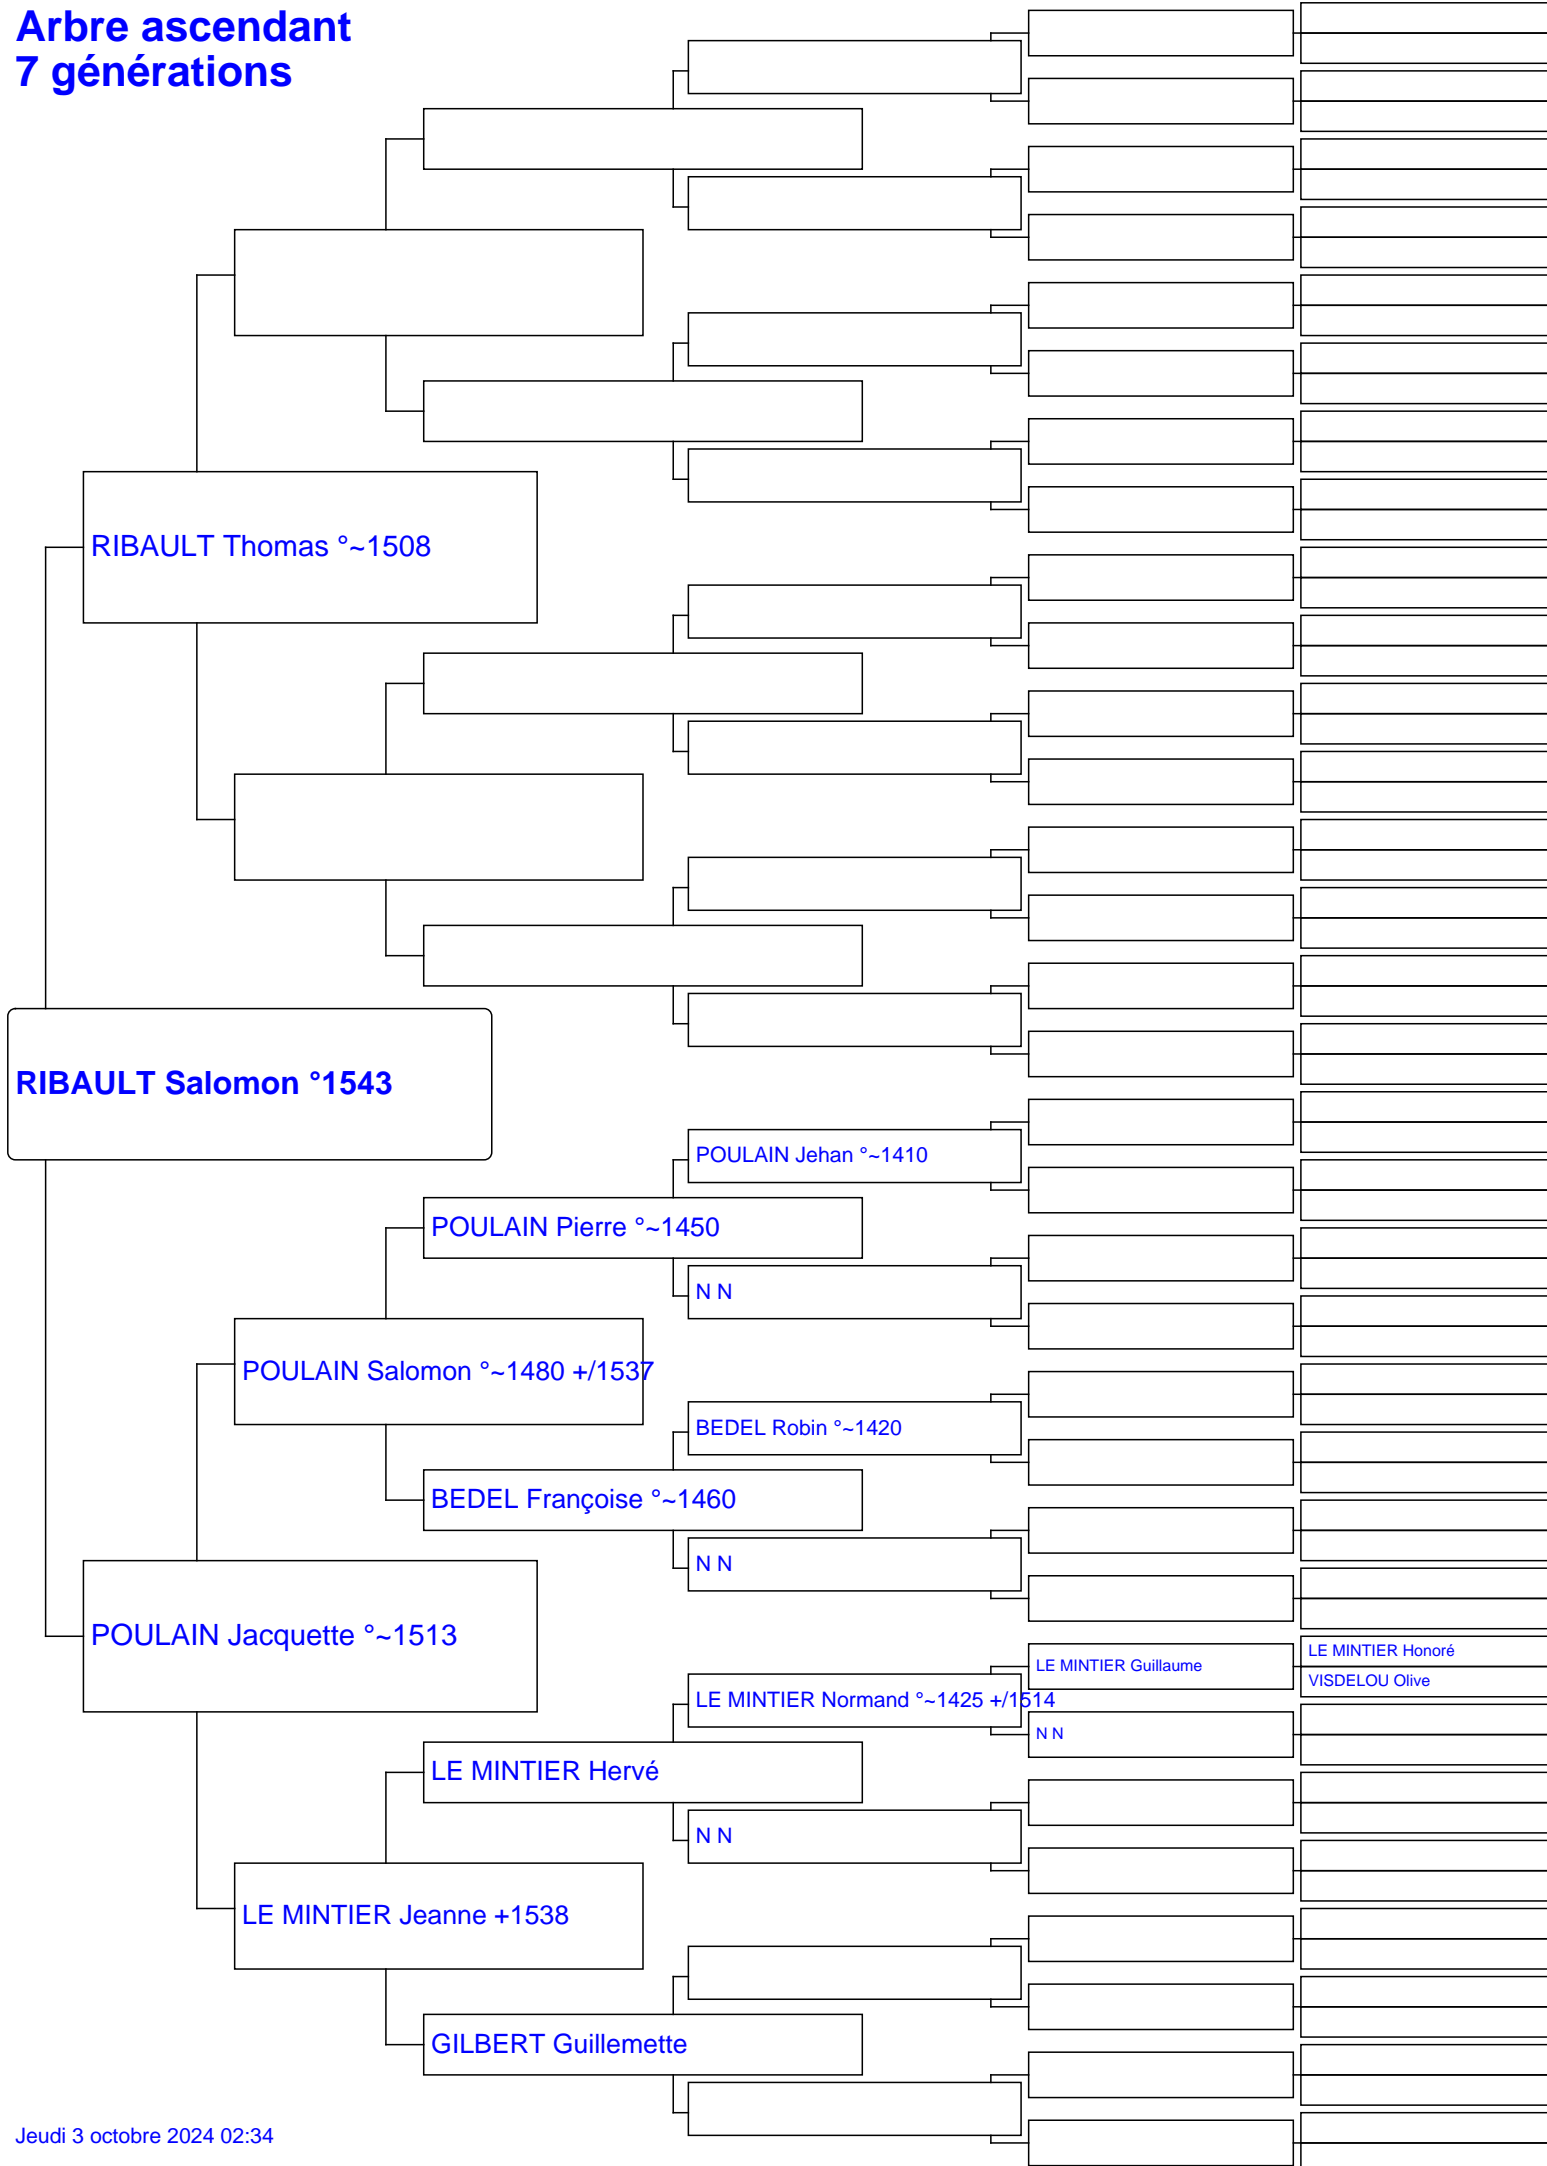 Arbre ascendant
7 générations
RIBAULT Thomas °~1508
RIBAULT Salomon °1543
POULAIN Jehan °~1410
POULAIN Pierre °~1450
N N
POULAIN Salomon °~1480 +/1537
BEDEL Robin °~1420
BEDEL Françoise °~1460
N N
POULAIN Jacquette °~1513
LE MINTIER Honoré
LE MINTIER Guillaume
VISDELOU Olive
LE MINTIER Normand °~1425 +/1514
N N
LE MINTIER Hervé
N N
LE MINTIER Jeanne +1538
GILBERT Guillemette
Jeudi 3 octobre 2024 02:34